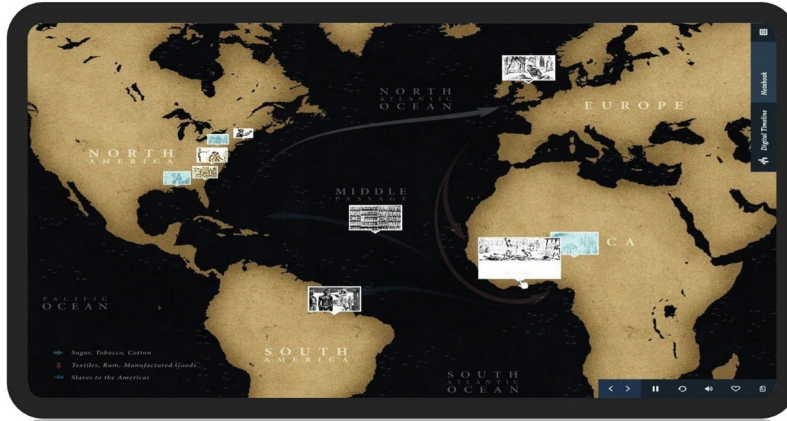 NORTH
ATLANTIC
OCEAN
EUROPE
Notebook
Digital Timeline
NORTH
AMERICA
MIDDLE
PASSAGE
CA
PACIFIC
OCEAN
SOUTH
AMERICA
SOUTH
ATLANTIC
OCEAN
Sugar, Tobacco, Cotton
Textiles, Rum, Manufactured Goods
Slaves to the Americas